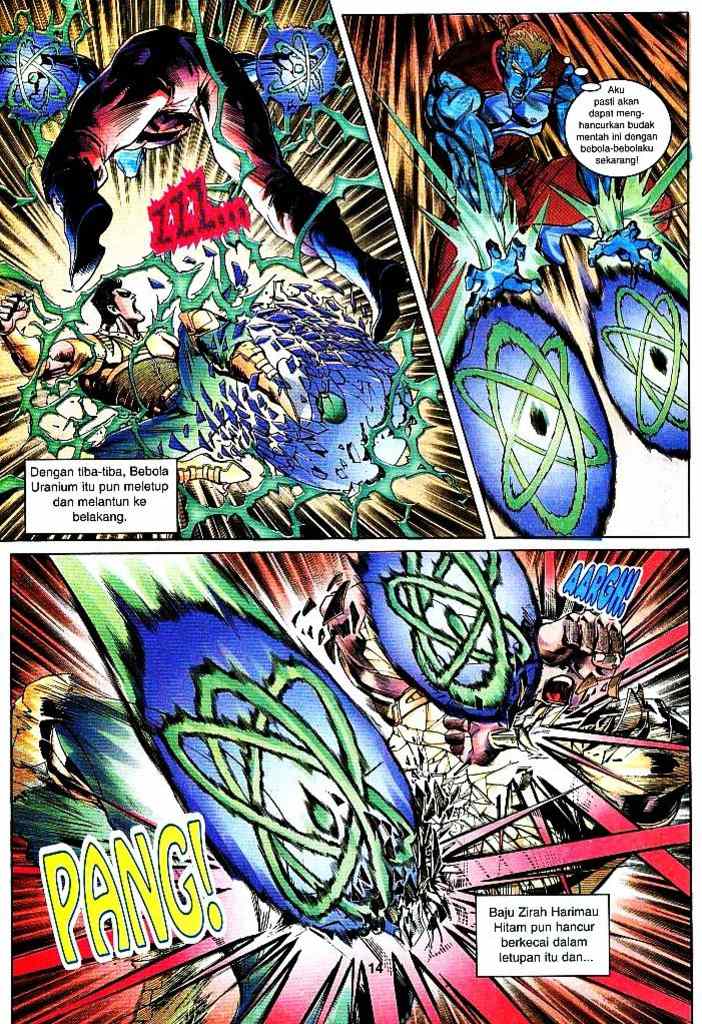 ZZZ...
Dengan tiba-tiba, Bebola
Uranium itu pun meletup
dan melantun ke
belakang.
Aku
pasti akan
dapat meng-
hancurkan budak
mentah ini dengan
bebola-bebolaku
sekarang!
AARGH!
PANG!
Baju Zirah Harimau
Hitam pun hancur
berkecai dalam
letupan itu dan...
14